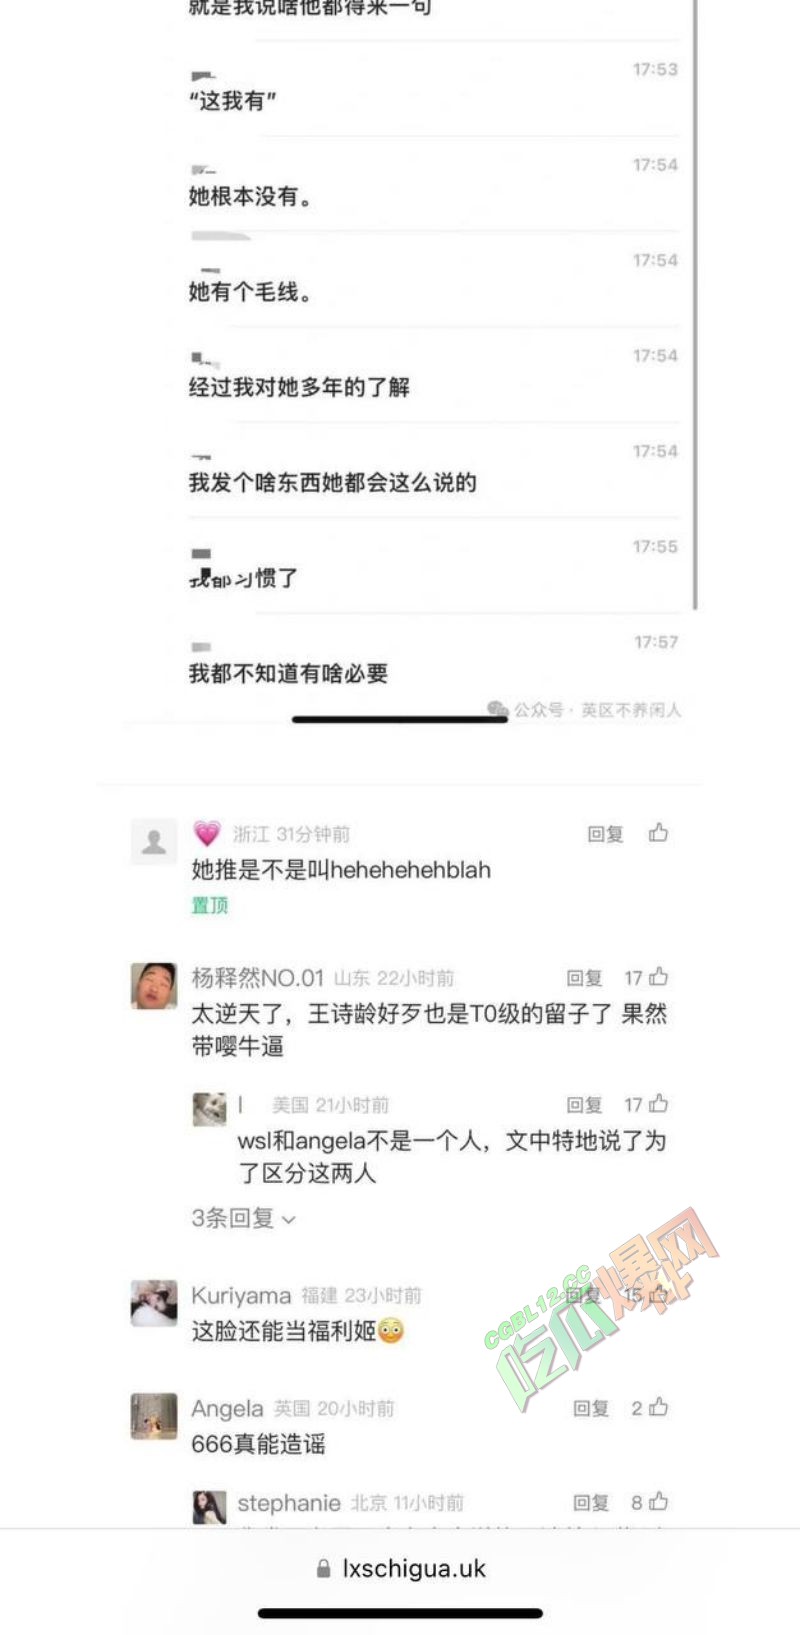 就是我说啥他都得来一句
17:53
“这我有”
17:54
她根本没有。
17:54
她有个毛线。
17:54
经过我对她多年的了解
17:54
我发个啥东西她都会这么说的
17:55
我都习惯了
17:57
我都不知道有啥必要
公众号 · 英区不养闲人
浙江 31分钟前 回复
她推是不是叫hehehehehblah
置顶
杨释然NO.01 山东 22小时前 回复 17
太逆天了，王诗龄好歹也是T0级的留子了 果然
带嘤牛逼
l 美国 21小时前 回复 17
wsl和angela不是一个人，文中特地说了为
了区分这两人
3条回复
Kuriyama 福建 23小时前 回复 15
这脸还能当福利姬
CGBL12.CC
吃瓜爆料网
Angela 英国 20小时前 回复 2
666真能造谣
stephanie 北京 11小时前 回复 8
lxschigua.uk